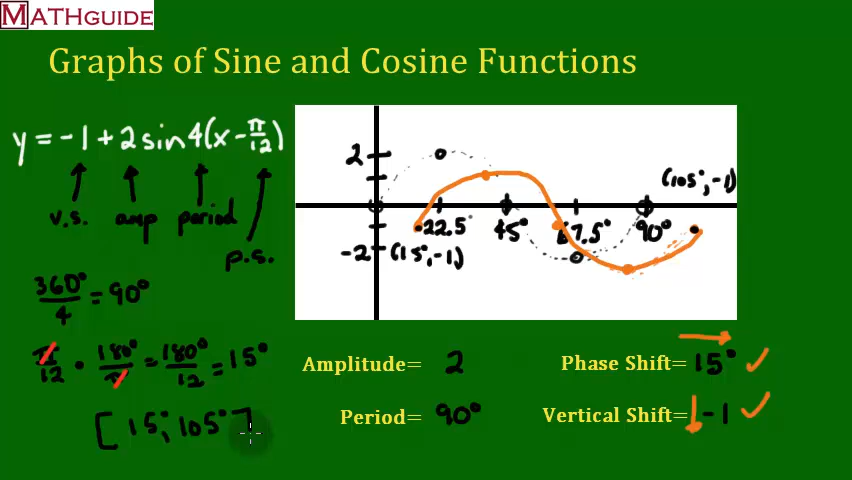 MATHGUIDE
Graphs of Sine and Cosine Functions
y = -1 + 2 sin 4(x - π/12)
v.s. amp period p.s.
360°/4 = 90°
π/12 · 180°/π = 180°/12 = 15°
[15°, 105°]
2
-2
22.5° 45° 67.5° 90°
(15°, -1)
(105°, -1)
Amplitude= 2
Phase Shift= 15°
Period= 90°
Vertical Shift= -1